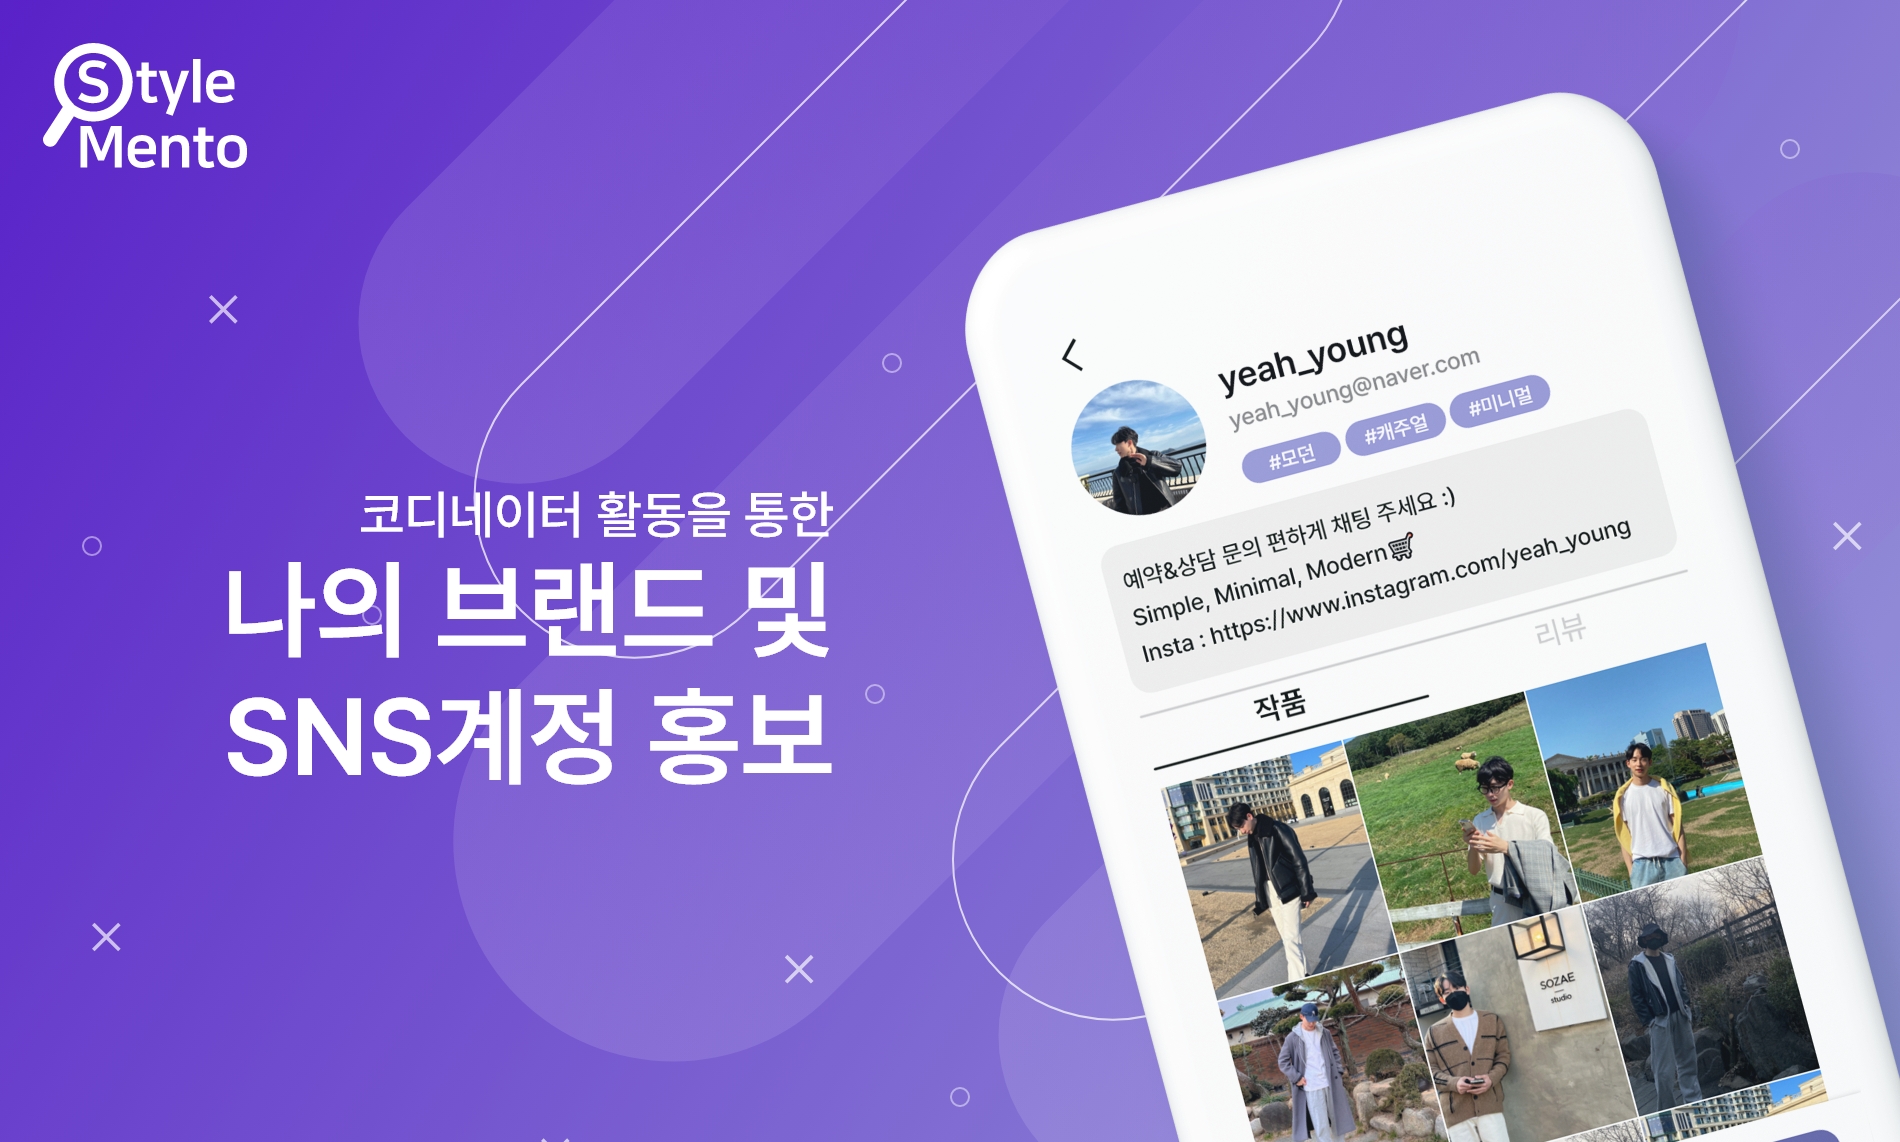 Style
Mento
코디네이터 활동을 통한
나의 브랜드 및
SNS계정 홍보
yeah_young
yeah_young@naver.com
#모던 #캐주얼 #미니멀
예약&상담 문의 편하게 채팅 주세요 :)
Simple, Minimal, Modern🛒
Insta : https://www.instagram.com/yeah_young
작품 리뷰
SOZAE
studio